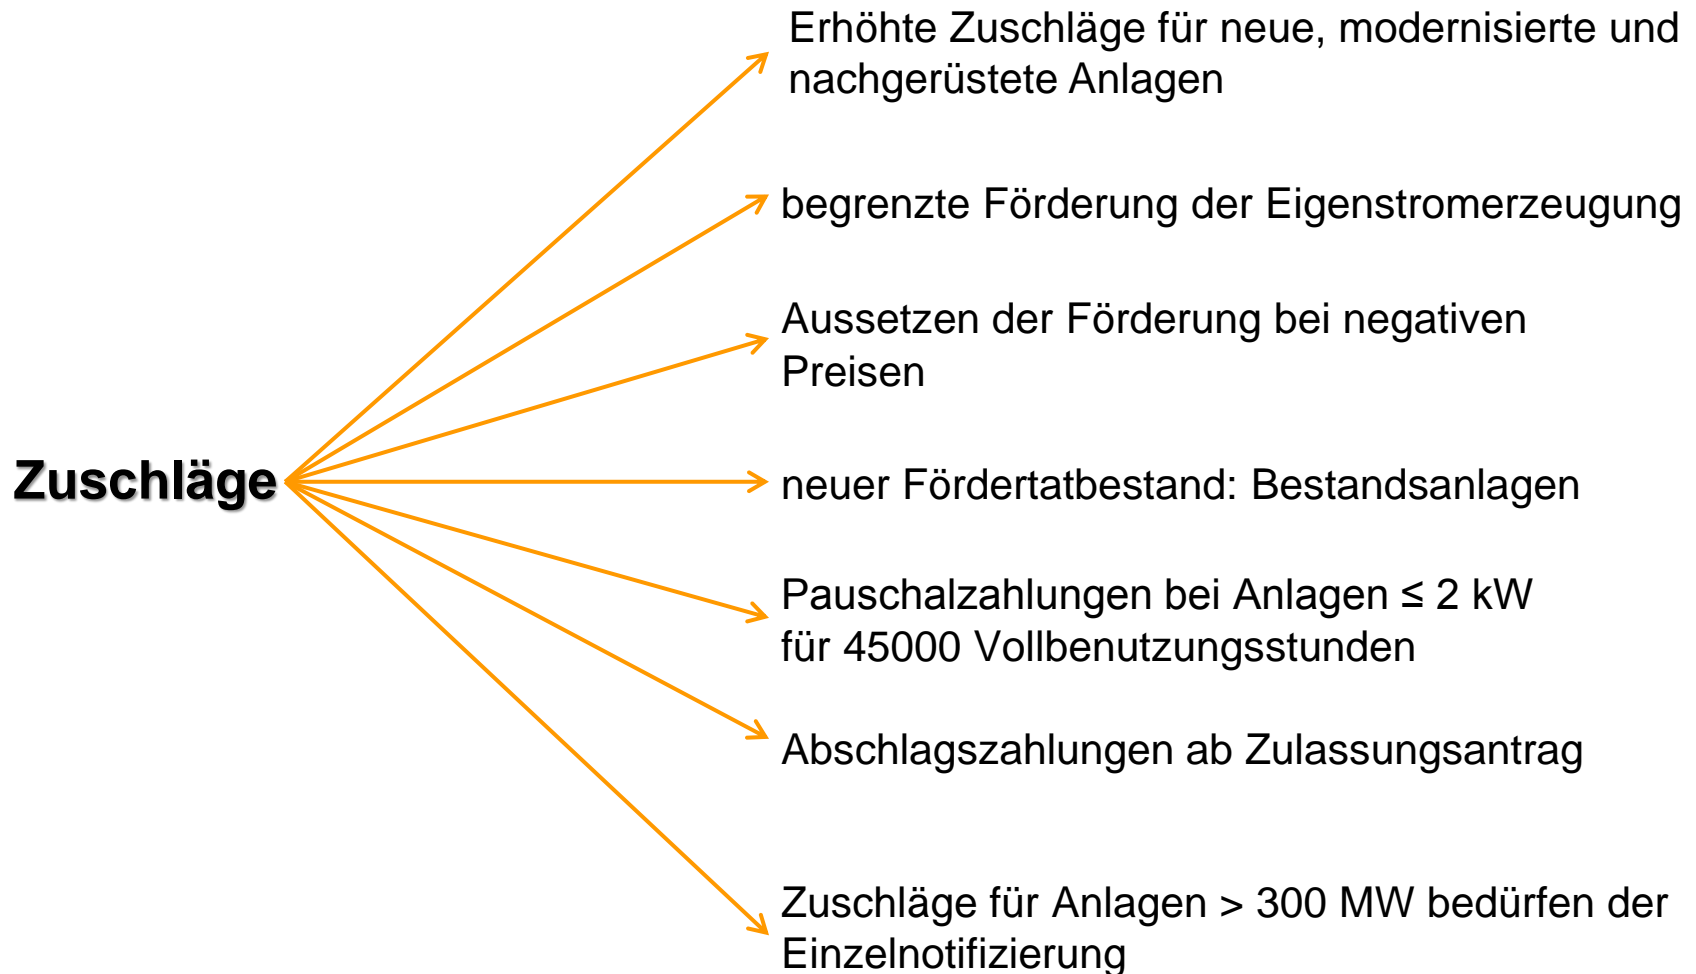 Erhöhte Zuschläge für neue, modernisierte und
nachgerüstete Anlagen
begrenzte Förderung der Eigenstromerzeugung
Aussetzen der Förderung bei negativen
Preisen
Zuschläge
neuer Fördertatbestand: Bestandsanlagen
Pauschalzahlungen bei Anlagen ≤ 2 kW
für 45000 Vollbenutzungsstunden
Abschlagszahlungen ab Zulassungsantrag
Zuschläge für Anlagen > 300 MW bedürfen der
Einzelnotifizierung